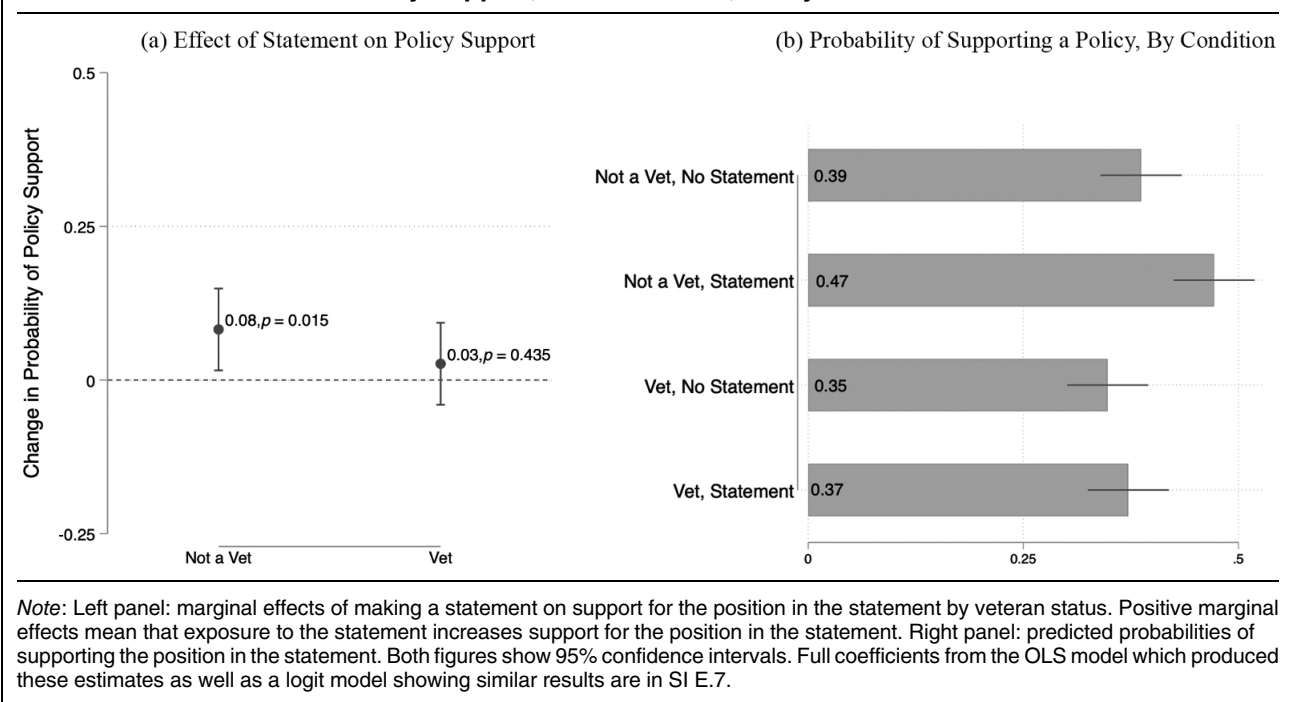 (a) Effect of Statement on Policy Support
(b) Probability of Supporting a Policy, By Condition
Change in Probability of Policy Support
0.5
0.25
0
-0.25
0.08,p = 0.015
0.03,p = 0.435
Not a Vet
Vet
Not a Vet, No Statement
0.39
Not a Vet, Statement
0.47
Vet, No Statement
0.35
Vet, Statement
0.37
0
0.25
.5
Note: Left panel: marginal effects of making a statement on support for the position in the statement by veteran status. Positive marginal
effects mean that exposure to the statement increases support for the position in the statement. Right panel: predicted probabilities of
supporting the position in the statement. Both figures show 95% confidence intervals. Full coefficients from the OLS model which produced
these estimates as well as a logit model showing similar results are in SI E.7.